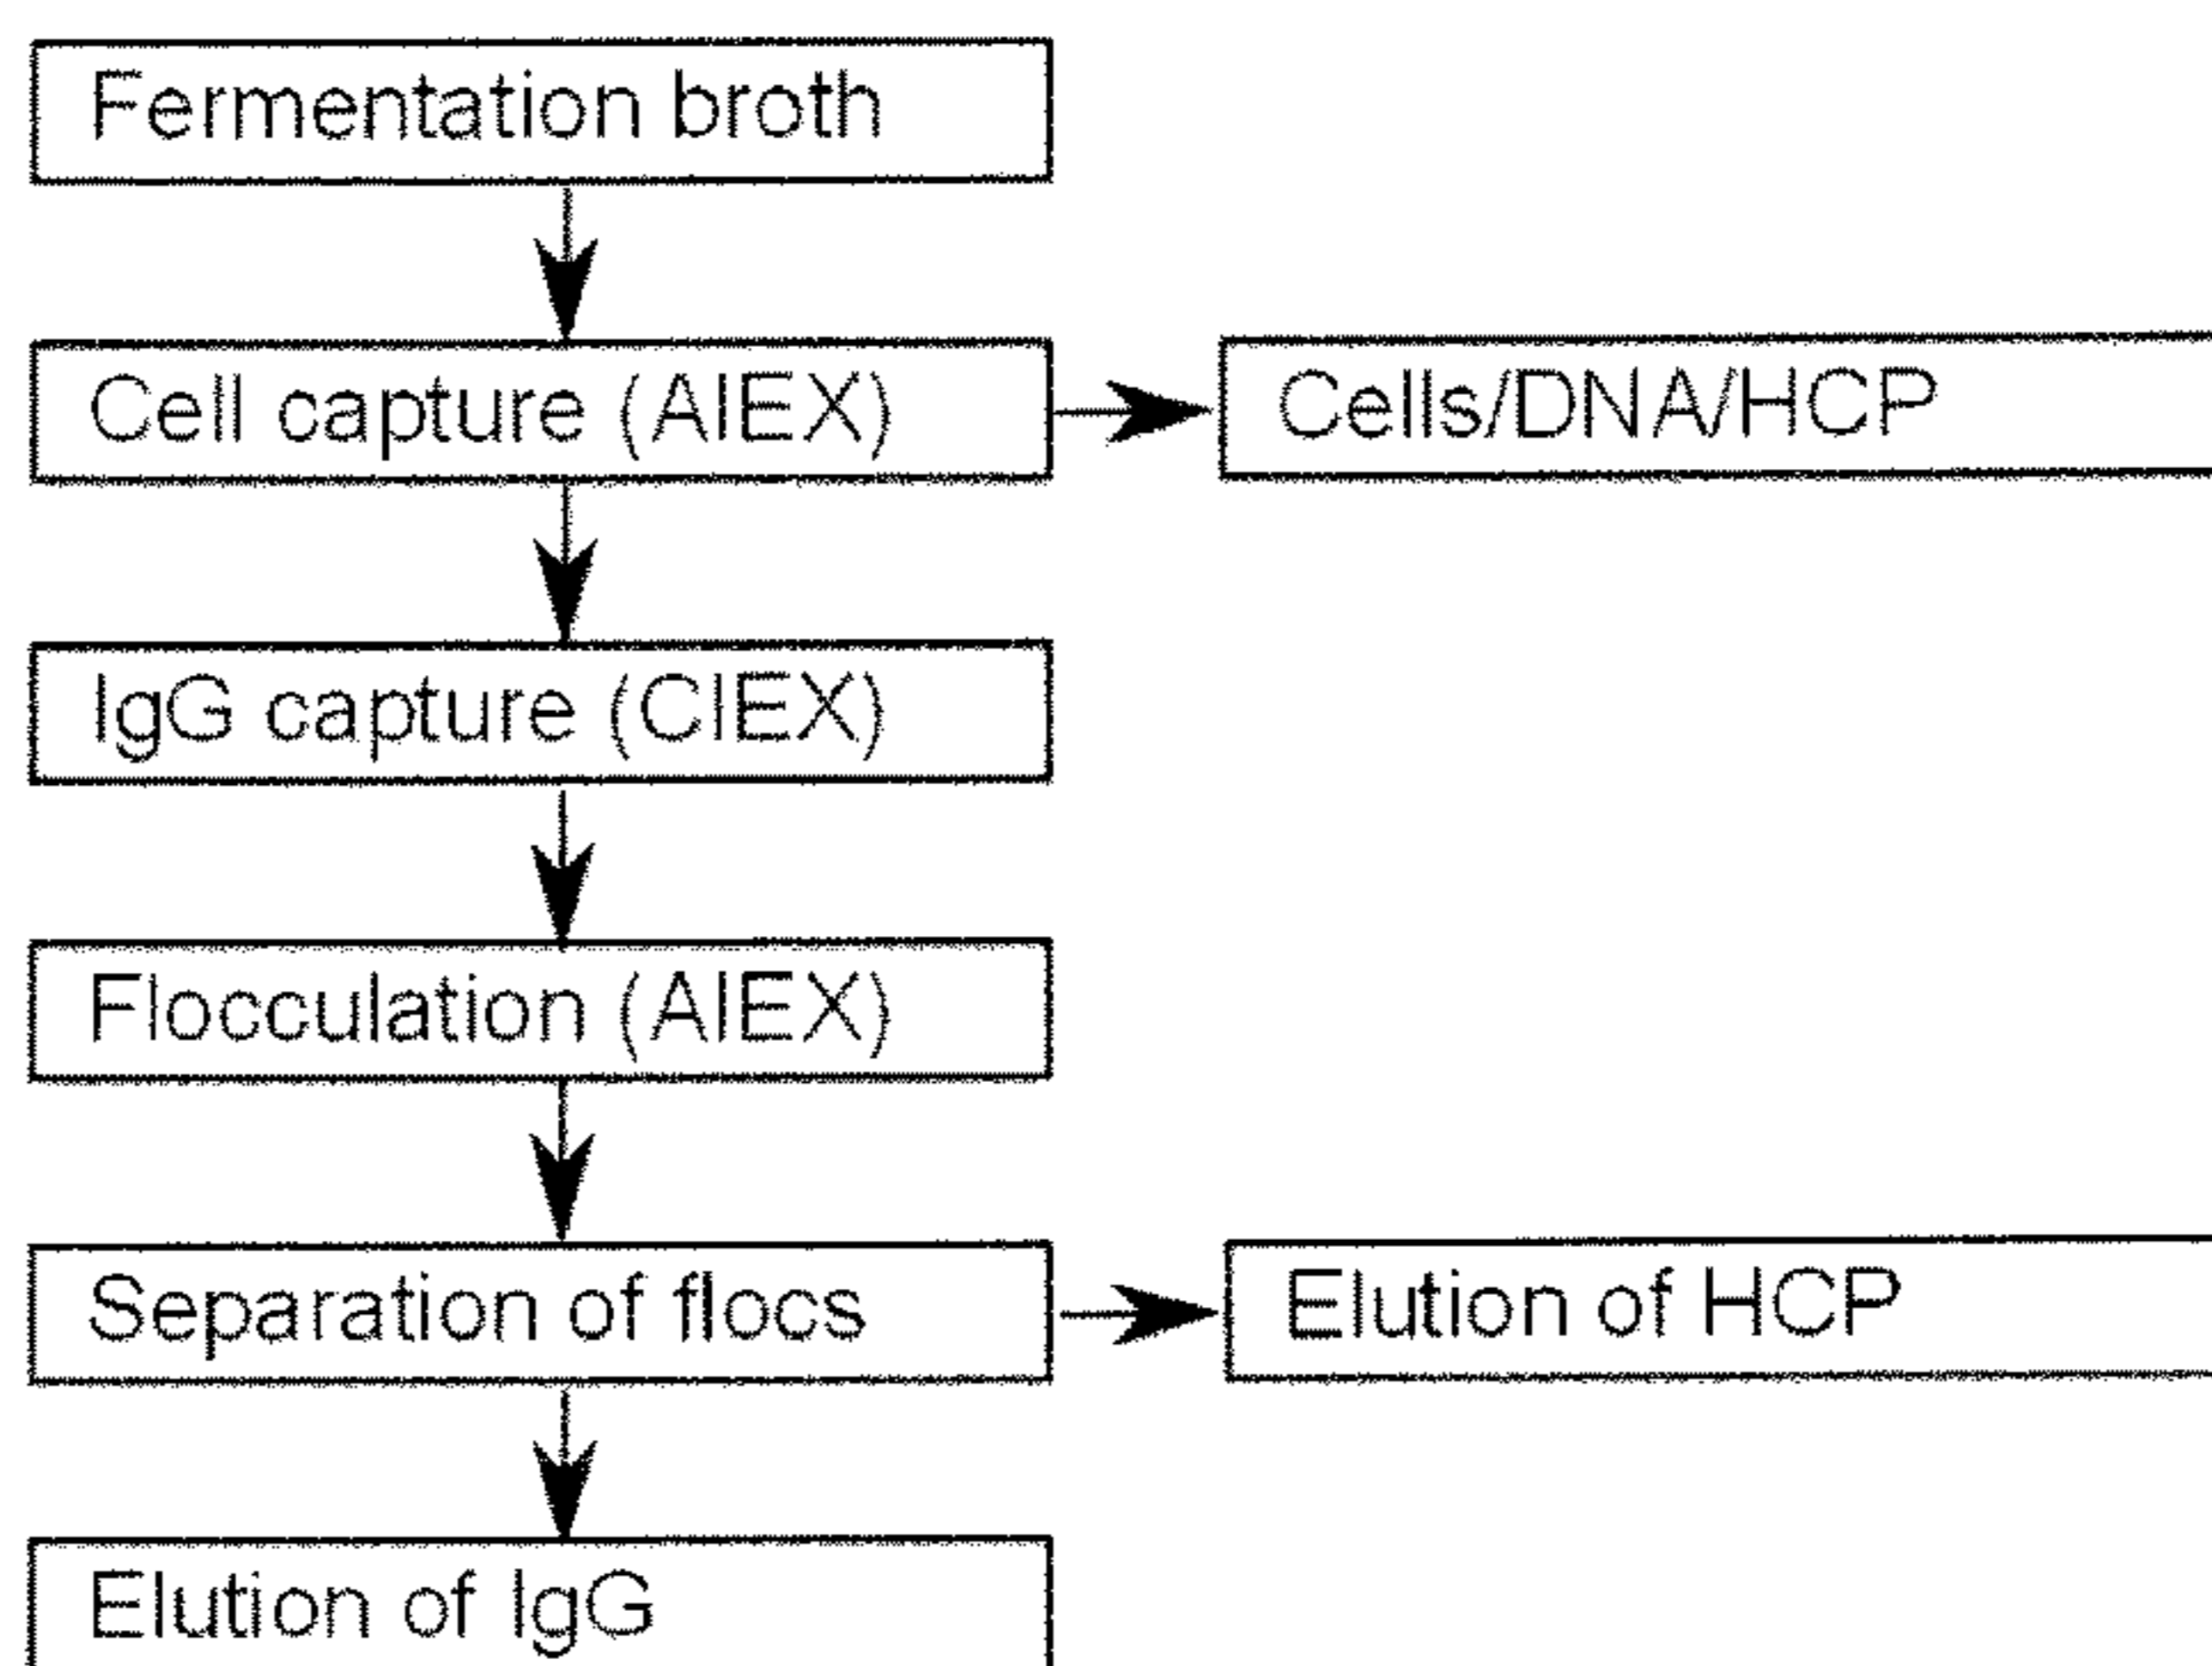 Fermentation broth
Cell capture (AIEX)
Cells/DNA/HCP
IgG capture (CIEX)
Flocculation (AIEX)
Separation of flocs
Elution of HCP
Elution of IgG